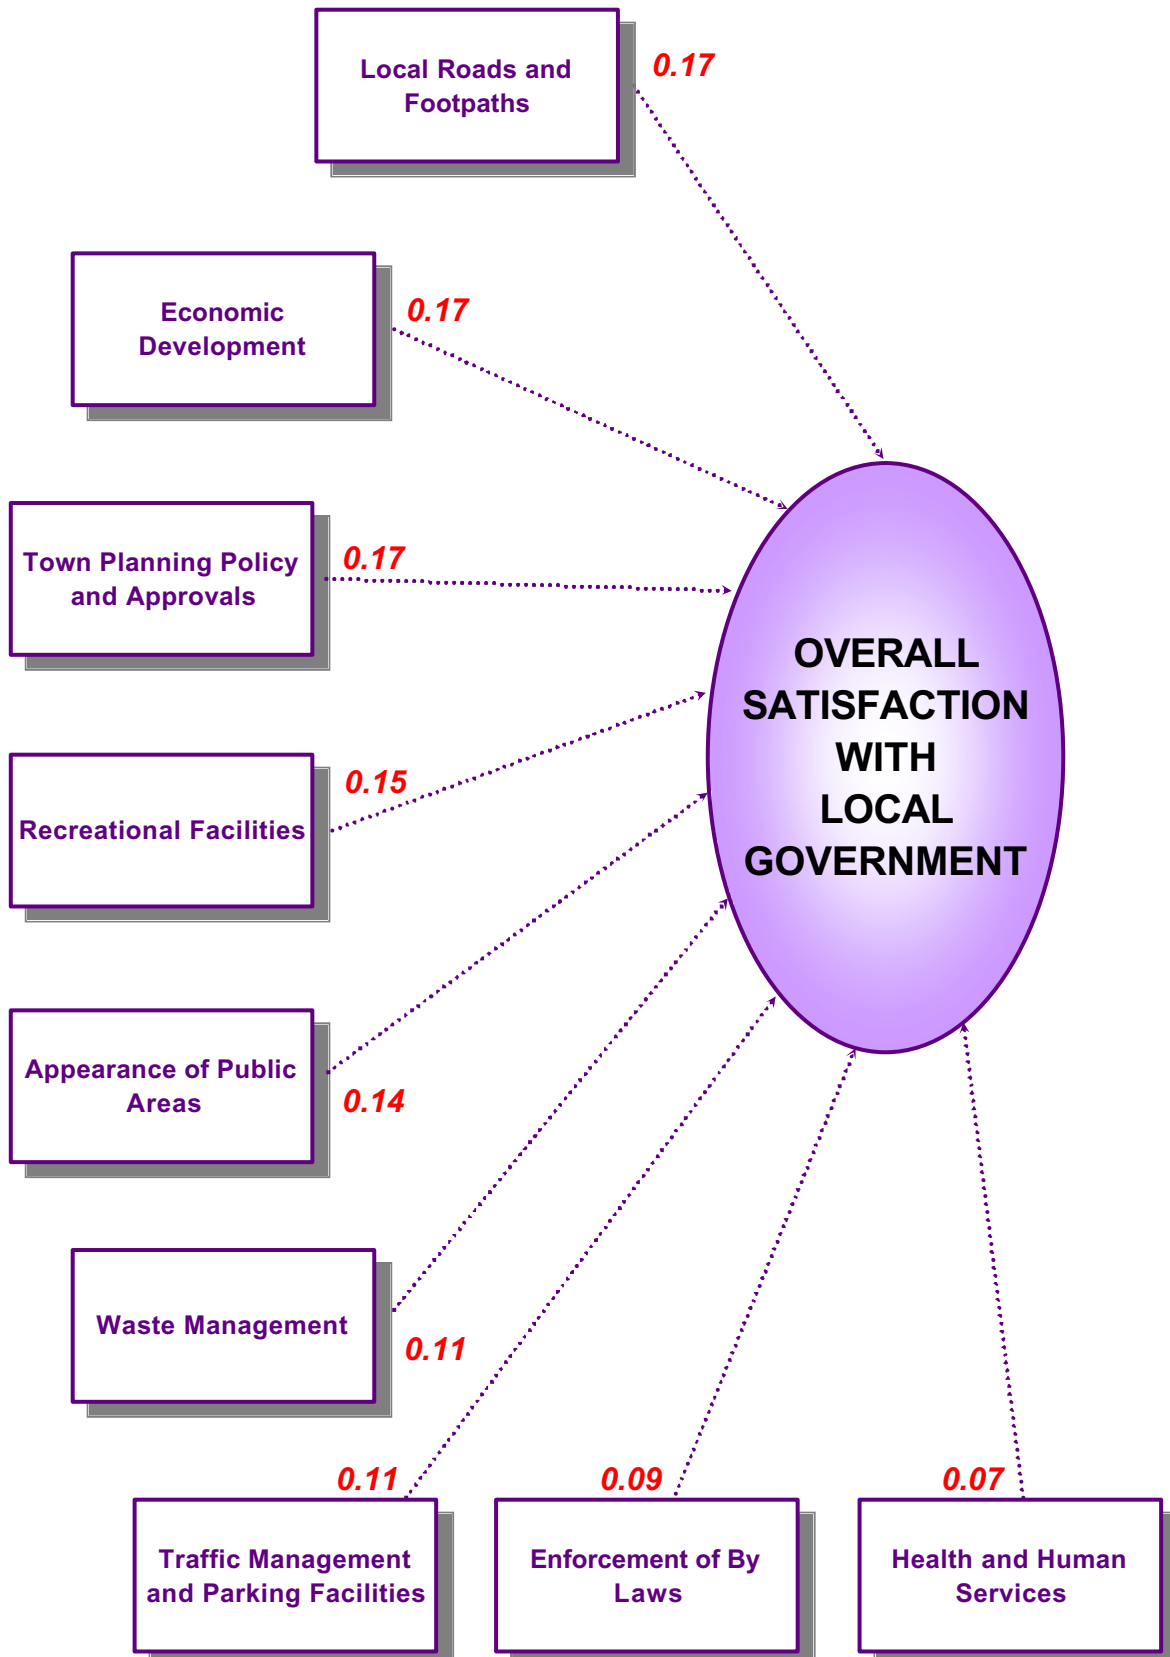 Local Roads and
Footpaths
0.17
Economic
Development
0.17
Town Planning Policy
and Approvals
0.17
Recreational Facilities
0.15
Appearance of Public
Areas
0.14
Waste Management
0.11
Traffic Management
and Parking Facilities
0.11
Enforcement of By
Laws
0.09
Health and Human
Services
0.07
OVERALL
SATISFACTION
WITH
LOCAL
GOVERNMENT